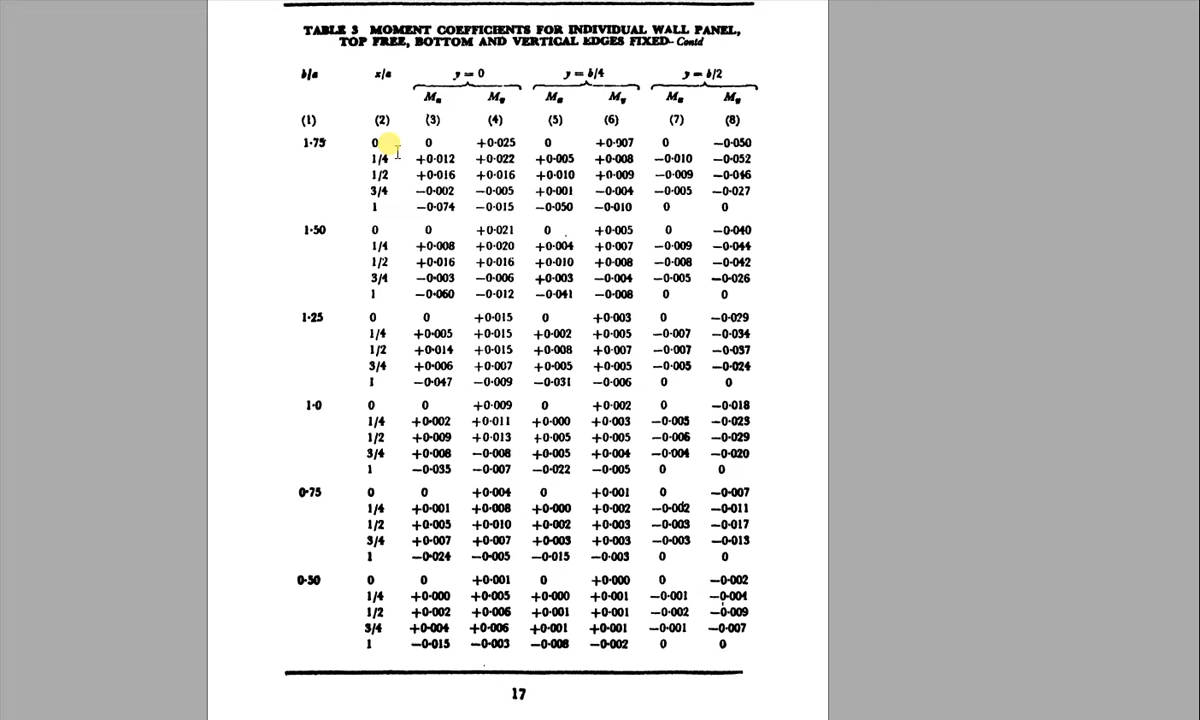 TABLE 3 MOMENT COEFFICIENTS FOR INDIVIDUAL WALL PANEL,
TOP FREE, BOTTOM AND VERTICAL EDGES FIXED- Contd
b/a x/a y = 0 y = b/4 y = b/2
Mx My Mx My Mx My
(1) (2) (3) (4) (5) (6) (7) (8)
1·75 0 0 +0·025 0 +0·007 0 −0·050
1/4 +0·012 +0·022 +0·005 +0·008 −0·010 −0·052
1/2 +0·016 +0·016 +0·010 +0·009 −0·009 −0·046
3/4 −0·002 −0·005 +0·001 −0·004 −0·005 −0·027
1 −0·074 −0·015 −0·050 −0·010 0 0
1·50 0 0 +0·021 0 +0·005 0 −0·040
1/4 +0·008 +0·020 +0·004 +0·007 −0·009 −0·044
1/2 +0·016 +0·016 +0·010 +0·008 −0·008 −0·042
3/4 −0·003 −0·006 +0·003 −0·004 −0·005 −0·026
1 −0·060 −0·012 −0·041 −0·008 0 0
1·25 0 0 +0·015 0 +0·003 0 −0·029
1/4 +0·005 +0·015 +0·002 +0·005 −0·007 −0·034
1/2 +0·014 +0·015 +0·008 +0·007 −0·007 −0·037
3/4 +0·006 +0·007 +0·005 +0·005 −0·005 −0·024
1 −0·047 −0·009 −0·031 −0·006 0 0
1·0 0 0 +0·009 0 +0·002 0 −0·018
1/4 +0·002 +0·011 +0·000 +0·003 −0·005 −0·023
1/2 +0·009 +0·013 +0·005 +0·005 −0·006 −0·029
3/4 +0·008 −0·008 +0·005 +0·004 −0·004 −0·020
1 −0·035 −0·007 −0·022 −0·005 0 0
0·75 0 0 +0·004 0 +0·001 0 −0·007
1/4 +0·001 +0·008 +0·000 +0·002 −0·002 −0·011
1/2 +0·005 +0·010 +0·002 +0·003 −0·003 −0·017
3/4 +0·007 +0·007 +0·003 +0·003 −0·003 −0·013
1 −0·024 −0·005 −0·015 −0·003 0 0
0·50 0 0 +0·001 0 +0·000 0 −0·002
1/4 +0·000 +0·005 +0·000 +0·001 −0·001 −0·004
1/2 +0·002 +0·006 +0·001 +0·001 −0·002 −0·009
3/4 +0·004 +0·006 +0·001 +0·001 −0·001 −0·007
1 −0·015 −0·003 −0·008 −0·002 0 0
17